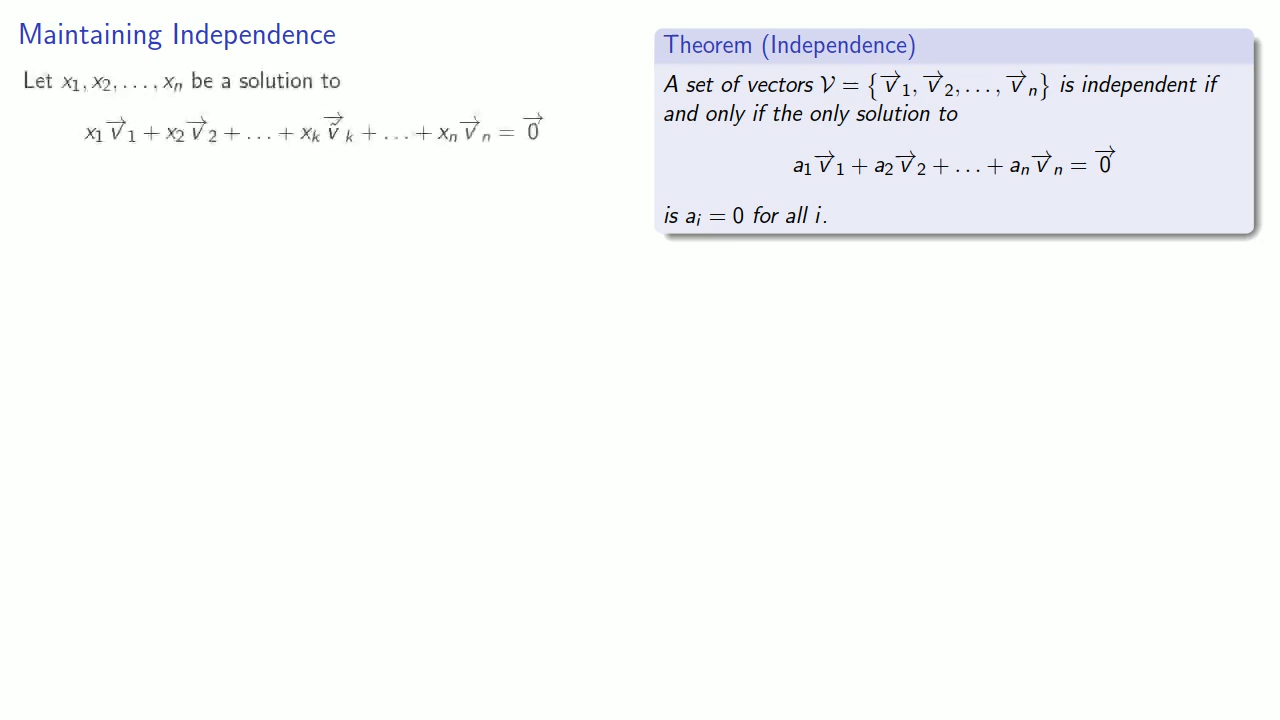 Maintaining Independence
Let x₁, x₂, . . . , xₙ be a solution to
x₁v⃗₁ + x₂v⃗₂ + . . . + xₖṽ⃗ₖ + . . . + xₙv⃗ₙ = 0⃗
Theorem (Independence)
A set of vectors 𝒱 = {v⃗₁, v⃗₂, . . . , v⃗ₙ} is independent if
and only if the only solution to
a₁v⃗₁ + a₂v⃗₂ + . . . + aₙv⃗ₙ = 0⃗
is aᵢ = 0 for all i.